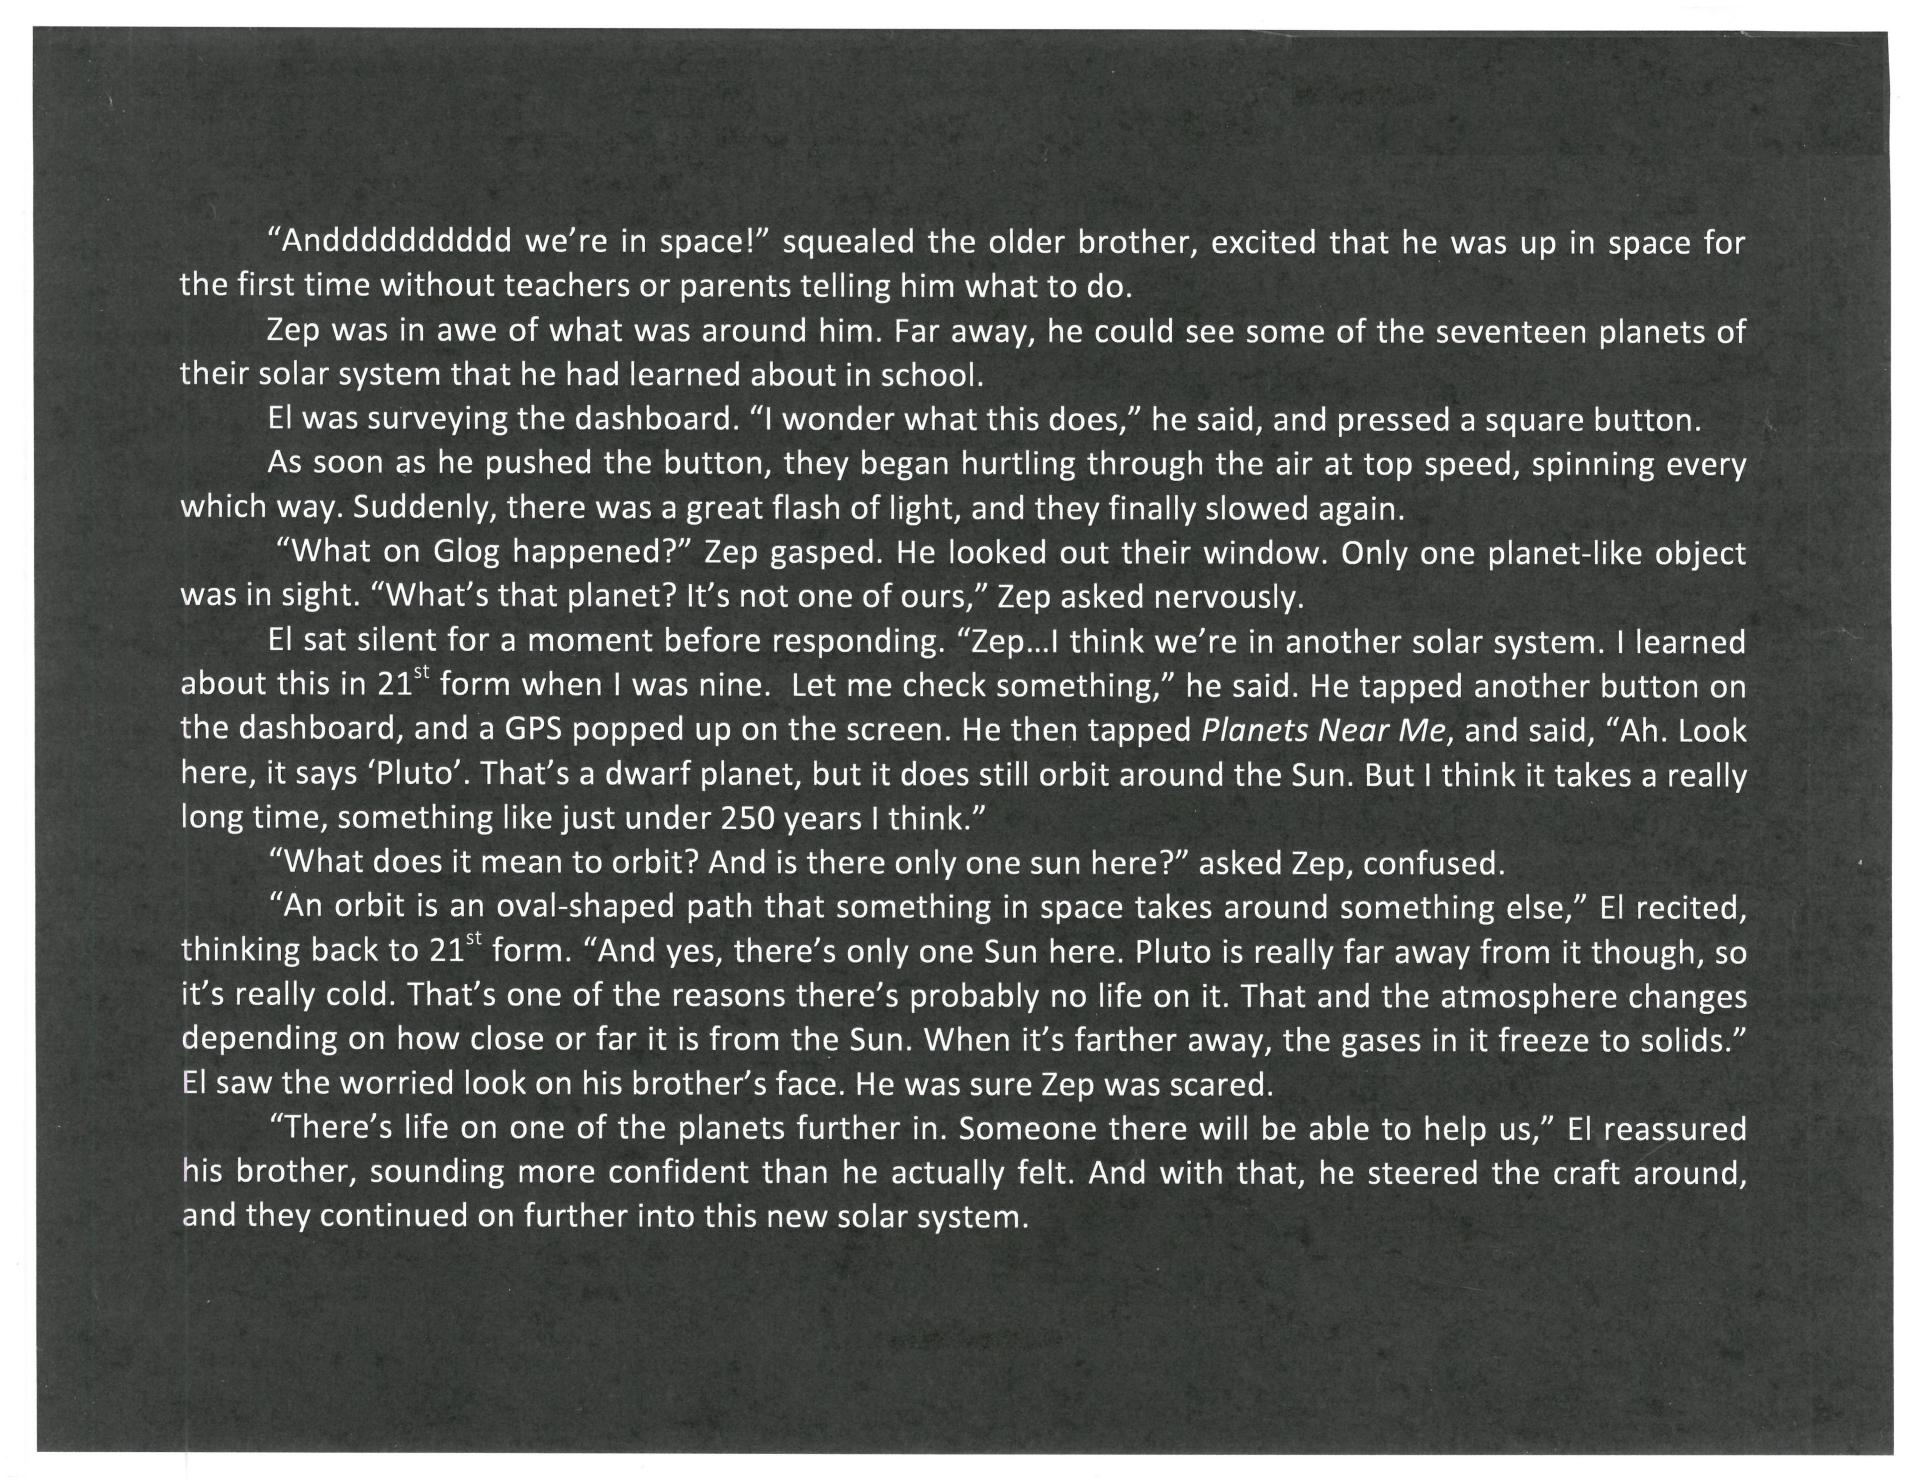 “Anddddddddddd we’re in space!” squealed the older brother, excited that he was up in space for
the first time without teachers or parents telling him what to do.
Zep was in awe of what was around him. Far away, he could see some of the seventeen planets of
their solar system that he had learned about in school.
El was surveying the dashboard. “I wonder what this does,” he said, and pressed a square button.
As soon as he pushed the button, they began hurtling through the air at top speed, spinning every
which way. Suddenly, there was a great flash of light, and they finally slowed again.
“What on Glog happened?” Zep gasped. He looked out their window. Only one planet-like object
was in sight. “What’s that planet? It’s not one of ours,” Zep asked nervously.
El sat silent for a moment before responding. “Zep...I think we’re in another solar system. I learned
about this in 21st form when I was nine.  Let me check something,” he said. He tapped another button on
the dashboard, and a GPS popped up on the screen. He then tapped Planets Near Me, and said, “Ah. Look
here, it says ‘Pluto’. That’s a dwarf planet, but it does still orbit around the Sun. But I think it takes a really
long time, something like just under 250 years I think.”
“What does it mean to orbit? And is there only one sun here?” asked Zep, confused.
“An orbit is an oval-shaped path that something in space takes around something else,” El recited,
thinking back to 21st form. “And yes, there’s only one Sun here. Pluto is really far away from it though, so
it’s really cold. That’s one of the reasons there’s probably no life on it. That and the atmosphere changes
depending on how close or far it is from the Sun. When it’s farther away, the gases in it freeze to solids.”
El saw the worried look on his brother’s face. He was sure Zep was scared.
“There’s life on one of the planets further in. Someone there will be able to help us,” El reassured
his brother, sounding more confident than he actually felt. And with that, he steered the craft around,
and they continued on further into this new solar system.